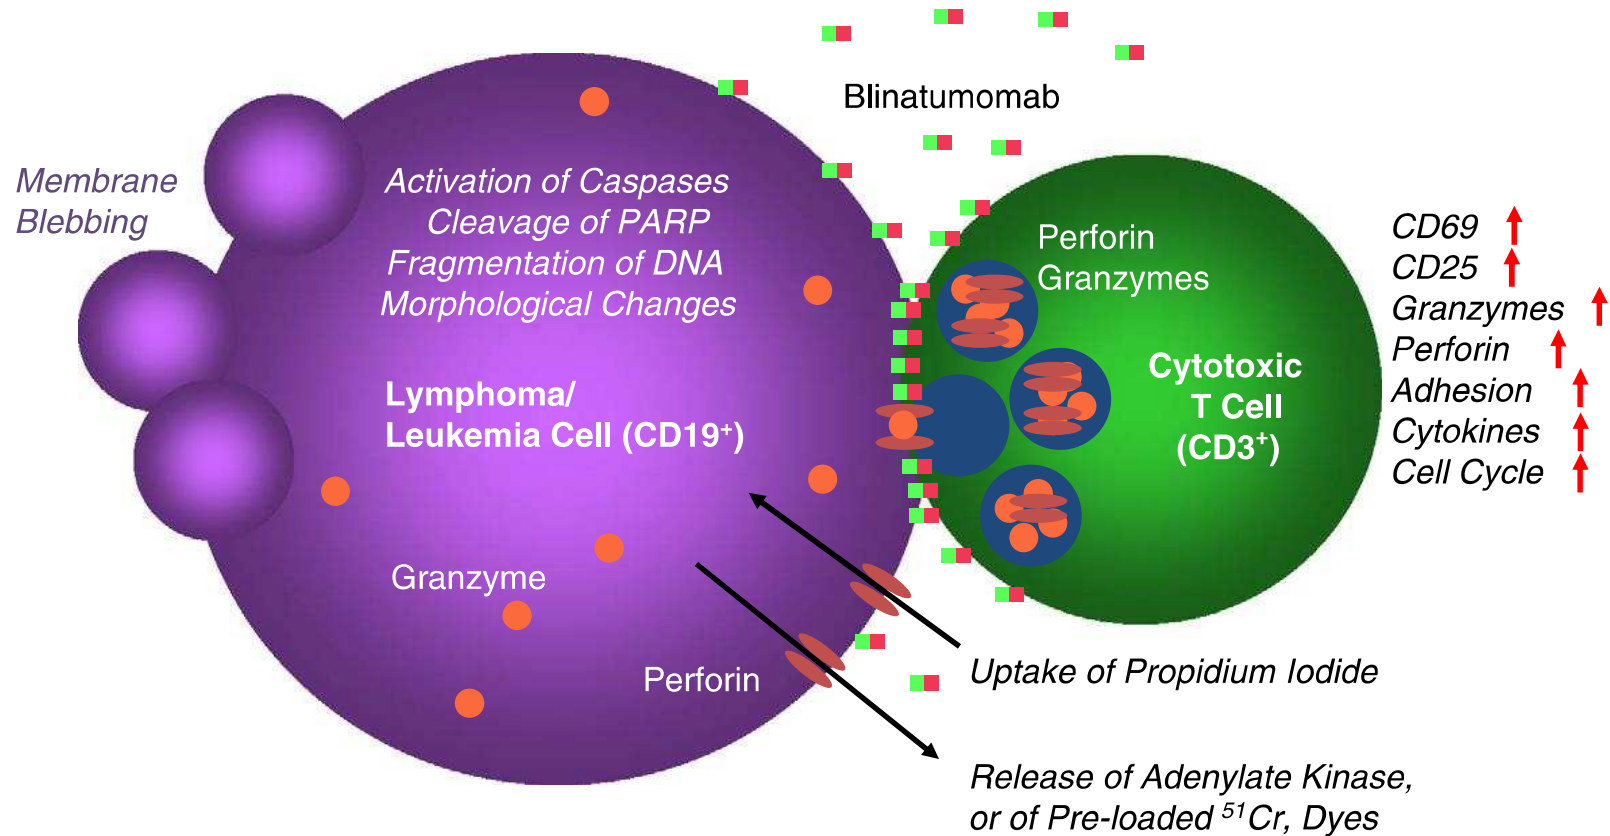 Blinatumomab
Membrane
Blebbing
Activation of Caspases
Cleavage of PARP
Fragmentation of DNA
Morphological Changes
Lymphoma/
Leukemia Cell (CD19⁺)
Granzyme
Perforin
Perforin
Granzymes
Cytotoxic
T Cell
(CD3⁺)
CD69
CD25
Granzymes
Perforin
Adhesion
Cytokines
Cell Cycle
Uptake of Propidium Iodide
Release of Adenylate Kinase,
or of Pre-loaded ⁵¹Cr, Dyes